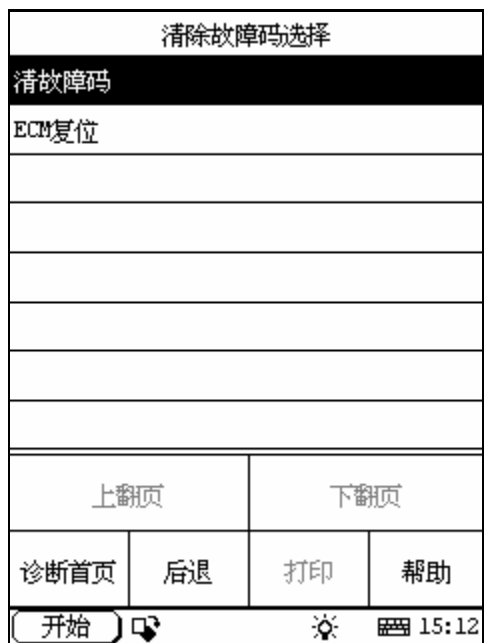 清除故障码选择
清故障码
ECM复位
上翻页 下翻页
诊断首页 后退 打印 帮助
开始 15:12